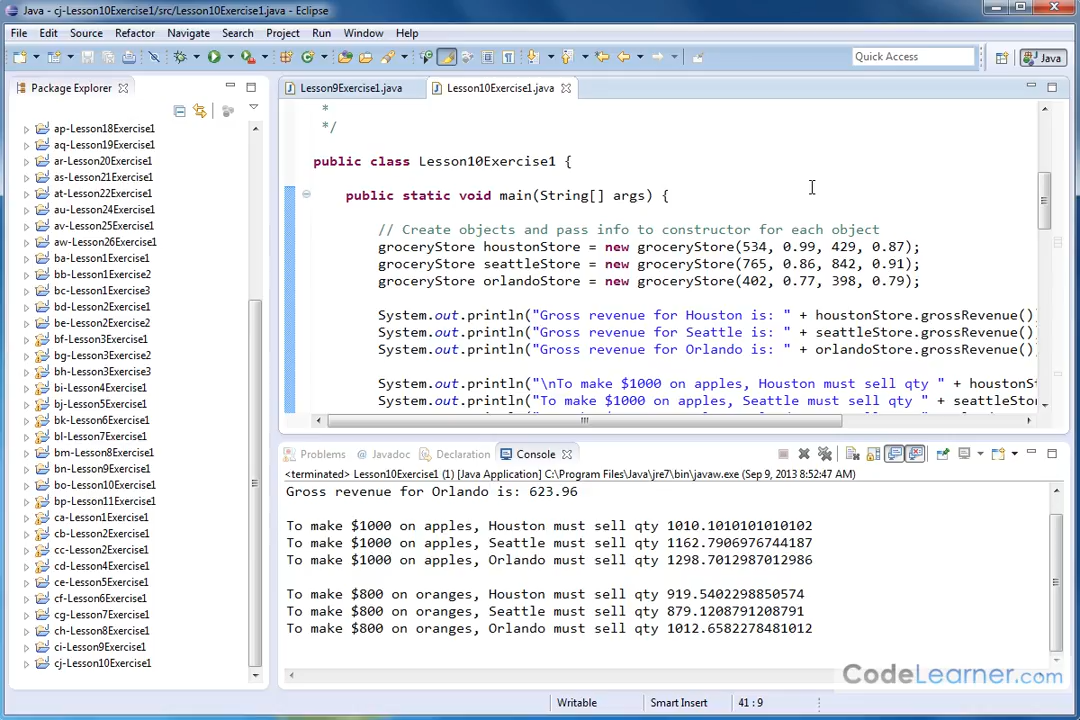 Java - cj-Lesson10Exercise1/src/Lesson10Exercise1.java - Eclipse
File Edit Source Refactor Navigate Search Project Run Window Help
Quick Access
Java
Package Explorer
Lesson9Exercise1.java
Lesson10Exercise1.java
ap-Lesson18Exercise1
aq-Lesson19Exercise1
ar-Lesson20Exercise1
as-Lesson21Exercise1
at-Lesson22Exercise1
au-Lesson24Exercise1
av-Lesson25Exercise1
aw-Lesson26Exercise1
ba-Lesson1Exercise1
bb-Lesson1Exercise2
bc-Lesson1Exercise3
bd-Lesson2Exercise1
be-Lesson2Exercise2
bf-Lesson3Exercise1
bg-Lesson3Exercise2
bh-Lesson3Exercise3
bi-Lesson4Exercise1
bj-Lesson5Exercise1
bk-Lesson6Exercise1
bl-Lesson7Exercise1
bm-Lesson8Exercise1
bn-Lesson9Exercise1
bo-Lesson10Exercise1
bp-Lesson11Exercise1
ca-Lesson1Exercise1
cb-Lesson2Exercise1
cc-Lesson2Exercise1
cd-Lesson4Exercise1
ce-Lesson5Exercise1
cf-Lesson6Exercise1
cg-Lesson7Exercise1
ch-Lesson8Exercise1
ci-Lesson9Exercise1
cj-Lesson10Exercise1
*
*/
public class Lesson10Exercise1 {
public static void main(String[] args) {
// Create objects and pass info to constructor for each object
groceryStore houstonStore = new groceryStore(534, 0.99, 429, 0.87);
groceryStore seattleStore = new groceryStore(765, 0.86, 842, 0.91);
groceryStore orlandoStore = new groceryStore(402, 0.77, 398, 0.79);
System.out.println("Gross revenue for Houston is: " + houstonStore.grossRevenue()
System.out.println("Gross revenue for Seattle is: " + seattleStore.grossRevenue()
System.out.println("Gross revenue for Orlando is: " + orlandoStore.grossRevenue()
System.out.println("\nTo make $1000 on apples, Houston must sell qty " + houstonS
System.out.println("To make $1000 on apples, Seattle must sell qty " + seattleStor
Problems Javadoc Declaration Console
<terminated> Lesson10Exercise1 (1) [Java Application] C:\Program Files\Java\jre7\bin\javaw.exe (Sep 9, 2013 8:52:47 AM)
Gross revenue for Orlando is: 623.96
To make $1000 on apples, Houston must sell qty 1010.1010101010102
To make $1000 on apples, Seattle must sell qty 1162.7906976744187
To make $1000 on apples, Orlando must sell qty 1298.7012987012986
To make $800 on oranges, Houston must sell qty 919.5402298850574
To make $800 on oranges, Seattle must sell qty 879.1208791208791
To make $800 on oranges, Orlando must sell qty 1012.6582278481012
CodeLearner.com
Writable Smart Insert 41 : 9